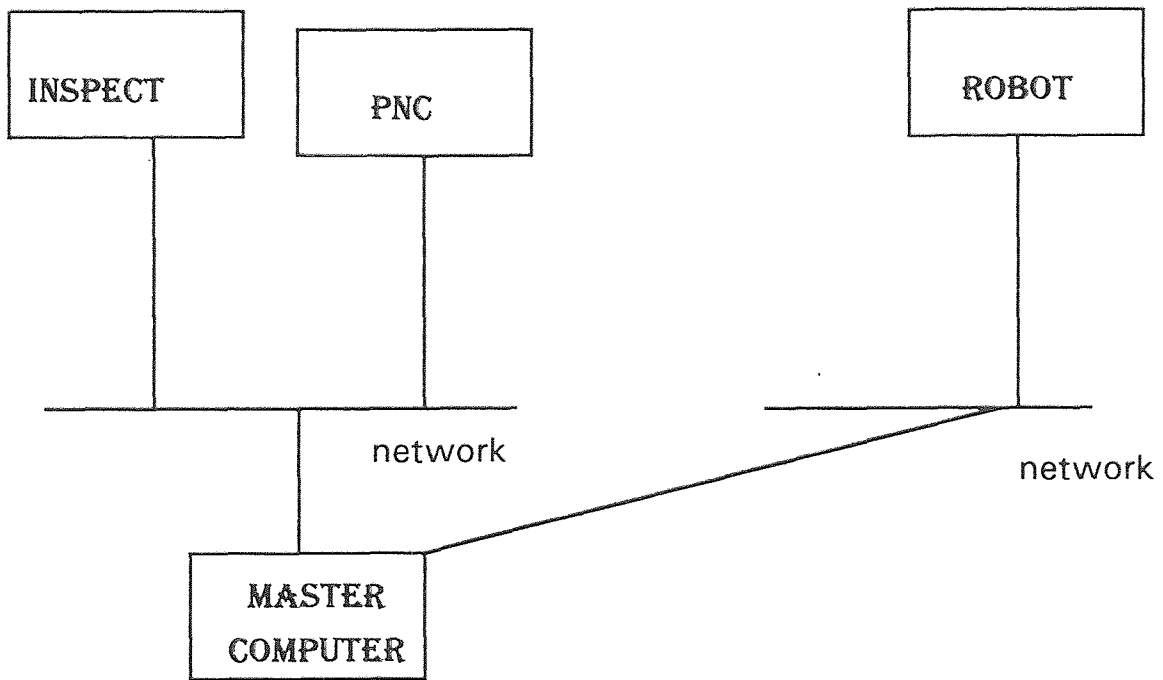 INSPECT
PNC
ROBOT
network
network
MASTER
COMPUTER